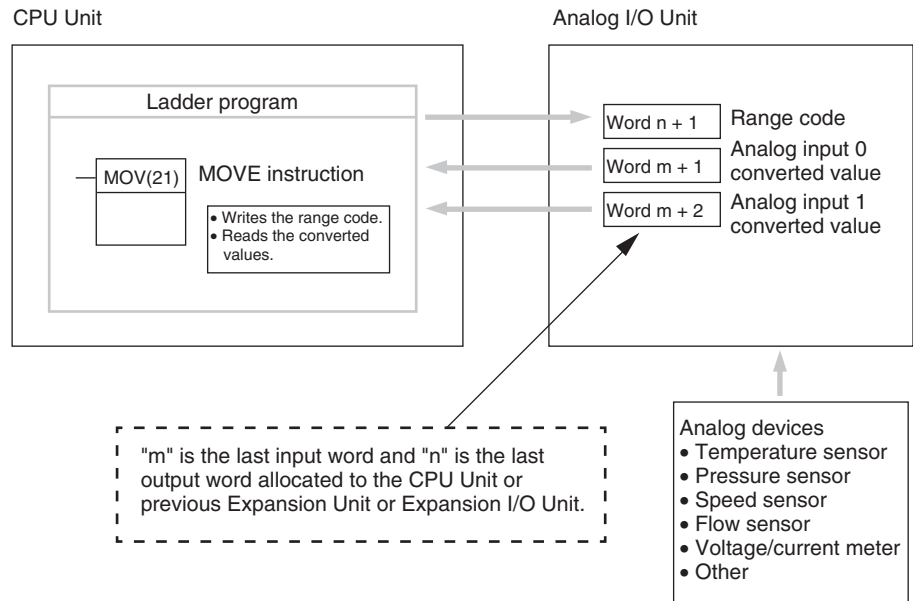 CPU Unit
Analog I/O Unit
Ladder program
MOV(21)
MOVE instruction
• Writes the range code.
• Reads the converted
values.
Word n + 1
Range code
Word m + 1
Analog input 0
converted value
Word m + 2
Analog input 1
converted value
"m" is the last input word and "n" is the last
output word allocated to the CPU Unit or
previous Expansion Unit or Expansion I/O Unit.
Analog devices
• Temperature sensor
• Pressure sensor
• Speed sensor
• Flow sensor
• Voltage/current meter
• Other